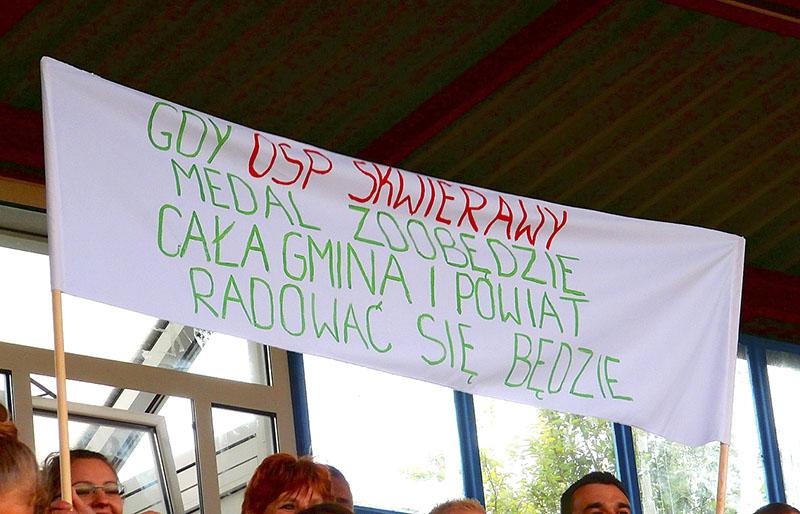 GDY OSP SKWIERAWY
MEDAL ZDOBĘDZIE
CAŁA GMINA I POWIAT
RADOWAĆ SIĘ BĘDZIE